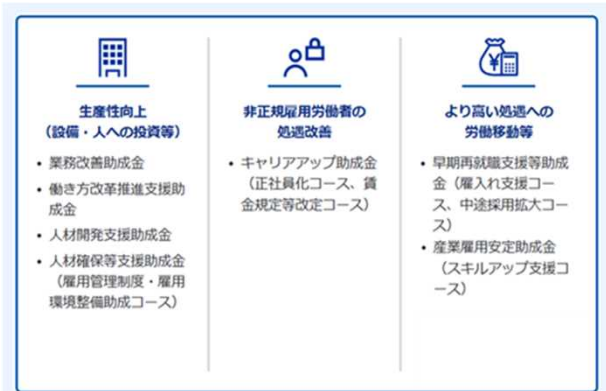 生産性向上
(設備・人への投資等)
• 業務改善助成金
• 働き方改革推進支援助
成金
• 人材開発支援助成金
• 人材確保等支援助成金
(雇用管理制度・雇用
環境整備助成コース)
非正規雇用労働者の
処遇改善
• キャリアアップ助成金
(正社員化コース、賃
金規定等改定コース)
¥
より高い処遇への
労働移動等
• 早期再就職支援等助成
金(雇入れ支援コー
ス、中途採用拡大コー
ス)
• 産業雇用安定助成金
(スキルアップ支援コ
ース)